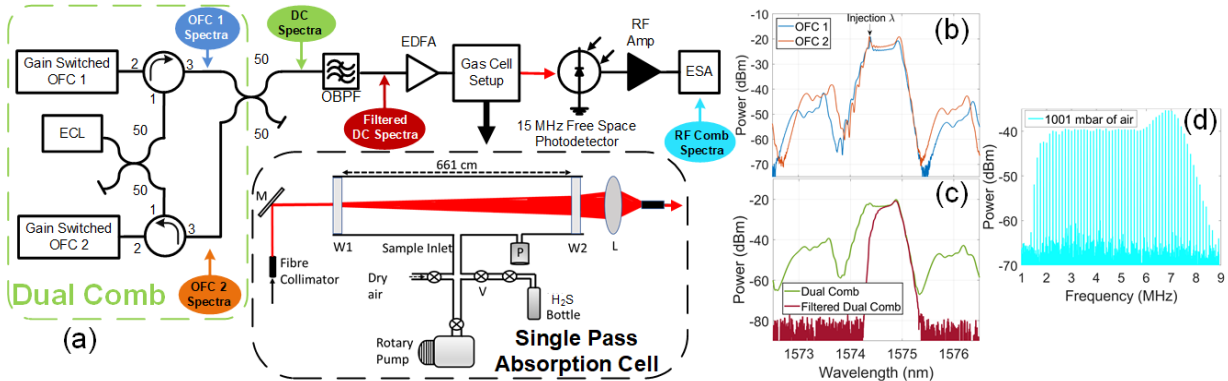 OFC 1
Spectra
DC
Spectra
Gain Switched
OFC 1
2
3
1
50
50
50
ECL
50
50
1
Gain Switched
OFC 2
2
3
OFC 2
Spectra
Dual Comb
(a)
OBPF
Filtered
DC Spectra
EDFA
Gas Cell
Setup
15 MHz Free Space
Photodetector
RF
Amp
ESA
RF Comb
Spectra
661 cm
M
W1
W2
L
Fibre
Collimator
Sample Inlet
P
Dry
air
V
H2S
Bottle
Rotary
Pump
Single Pass
Absorption Cell
Injection λ
OFC 1
OFC 2
(b)
Power (dBm)
-10
-20
-30
-40
-50
-60
-70
(c)
Power (dBm)
-20
-40
-60
-80
Dual Comb
Filtered Dual Comb
1573
1574
1575
1576
Wavelength (nm)
(d)
1001 mbar of air
Power (dBm)
-30
-40
-50
-60
-70
1 2 3 4 5 6 7 8 9
Frequency (MHz)